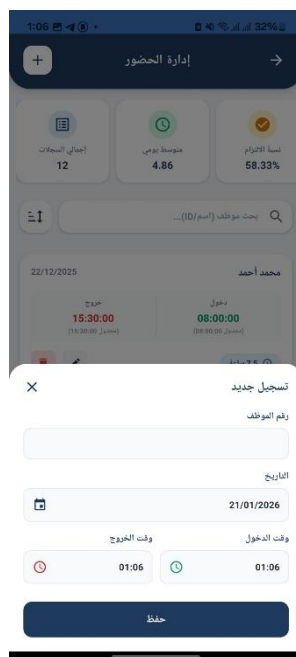 1:06
32%
إدارة الحضور
نسبة الالتزام
58.33%
متوسط يومي
4.86
إجمالي السجلات
12
بحث موظف (اسم/ID)...
محمد أحمد
22/12/2025
دخول
08:00:00
(مجدول 08:00:00)
خروج
15:30:00
(مجدول 15:30:00)
تسجيل جديد
رقم الموظف
التاريخ
21/01/2026
وقت الدخول
01:06
وقت الخروج
01:06
حفظ